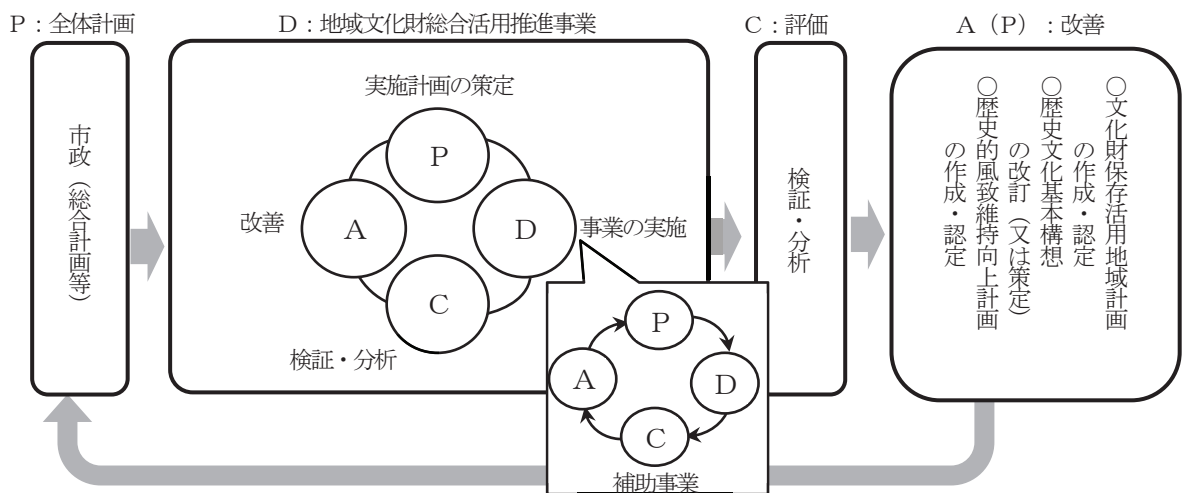 P：全体計画
D：地域文化財総合活用推進事業
C：評価
A（P）：改善
市政（総合計画等）
実施計画の策定
P
改善
A
D
事業の実施
C
検証・分析
P
A
D
C
補助事業
検証・分析
○文化財保存活用地域計画
の作成・認定
○歴史文化基本構想
の改訂（又は策定）
○歴史的風致維持向上計画
の作成・認定